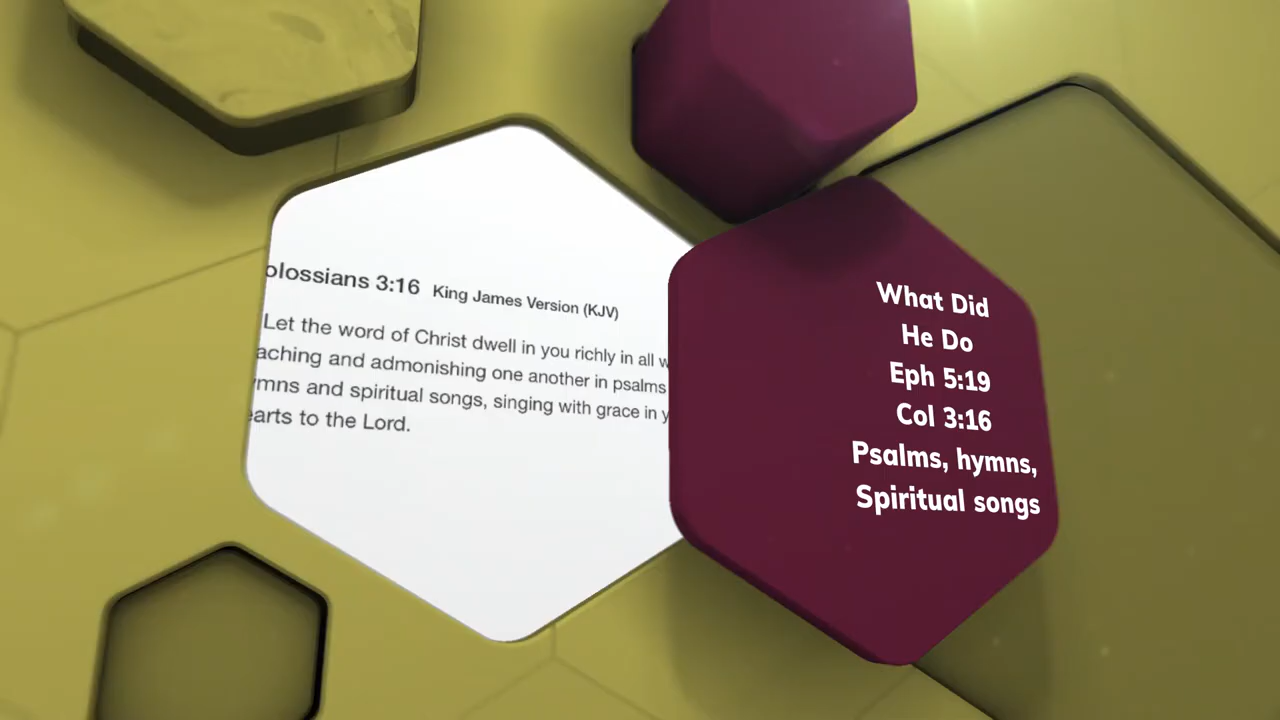 olossians 3:16 King James Version (KJV)
Let the word of Christ dwell in you richly in all w
aching and admonishing one another in psalms
mns and spiritual songs, singing with grace in y
earts to the Lord.
What Did
He Do
Eph 5:19
Col 3:16
Psalms, hymns,
Spiritual songs